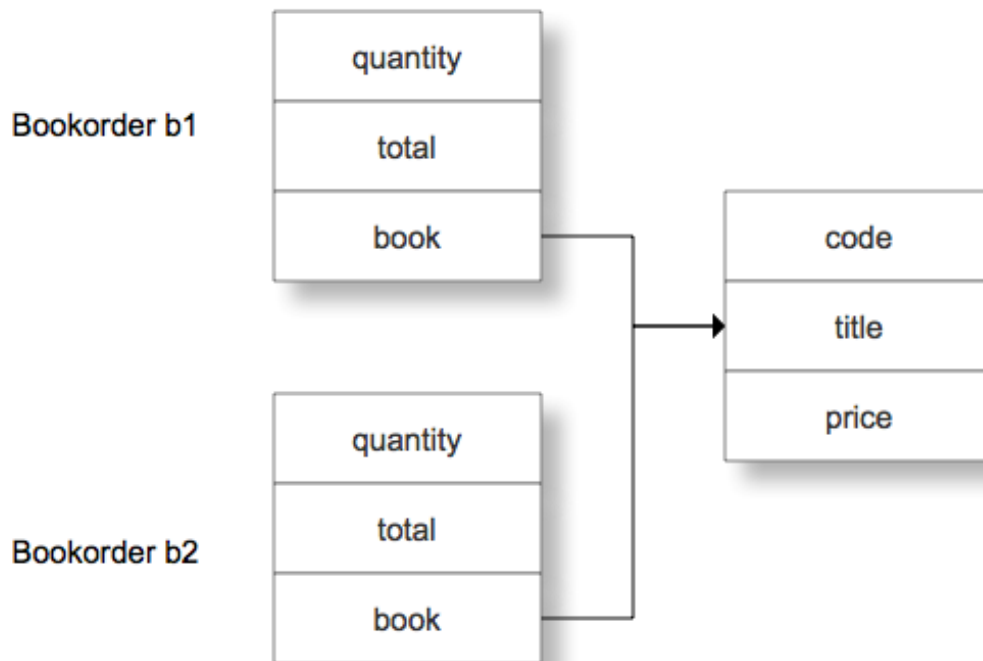 Bookorder b1
quantity
total
book
code
title
price
Bookorder b2
quantity
total
book